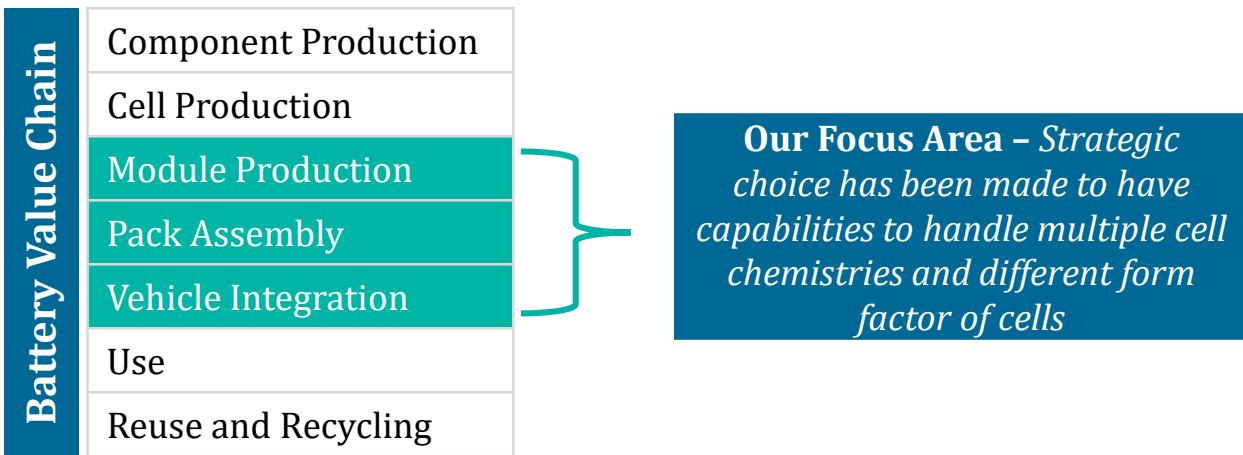 Battery Value Chain
Component Production
Cell Production
Module Production
Pack Assembly
Vehicle Integration
Use
Reuse and Recycling
Our Focus Area – Strategic
choice has been made to have
capabilities to handle multiple cell
chemistries and different form
factor of cells